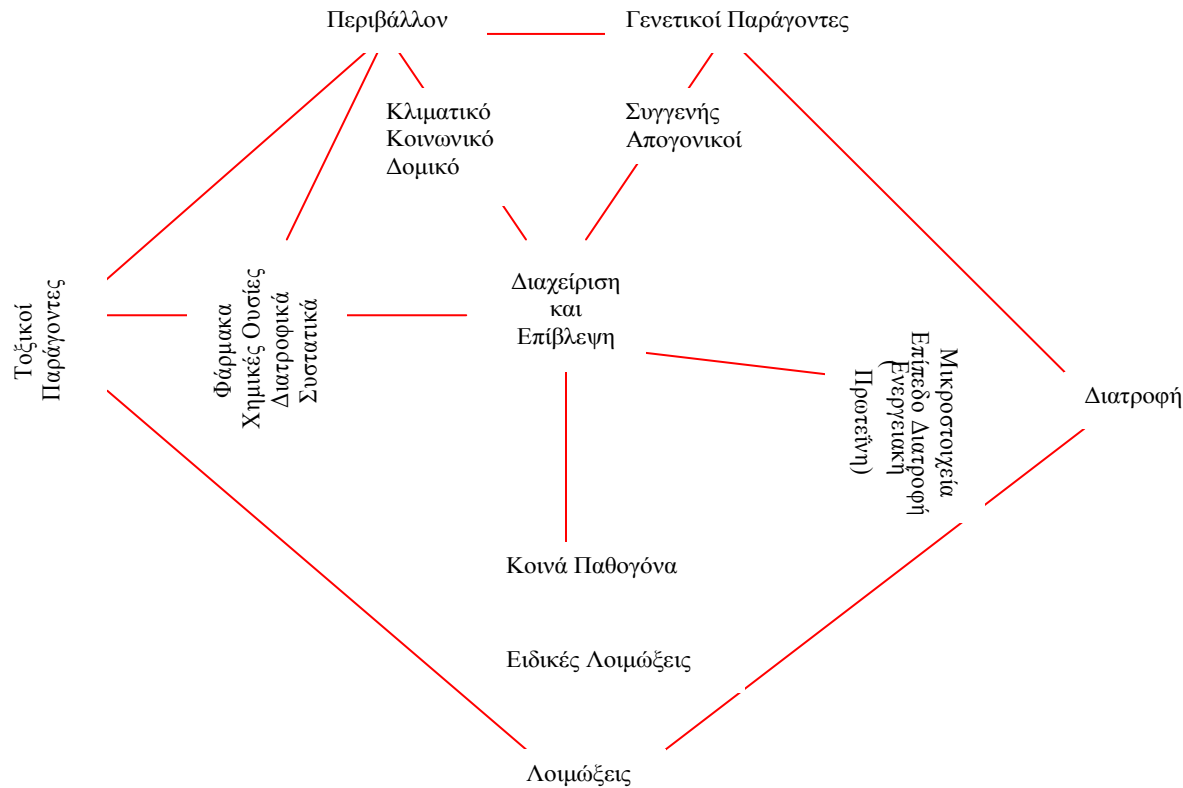 Περιβάλλον
Γενετικοί Παράγοντες
Κλιματικό
Κοινωνικό
Δομικό
Συγγενής
Απογονικοί
Τοξικοί
Παράγοντες
Φάρμακα
Χημικές Ουσίες
Διατροφικά
Συστατικά
Διαχείριση
και
Επίβλεψη
Μικροστοιχεία
Επίπεδο Διατροφή
(Ενεργειακή
Πρωτεΐνη)
Διατροφή
Κοινά Παθογόνα
Ειδικές Λοιμώξεις
Λοιμώξεις